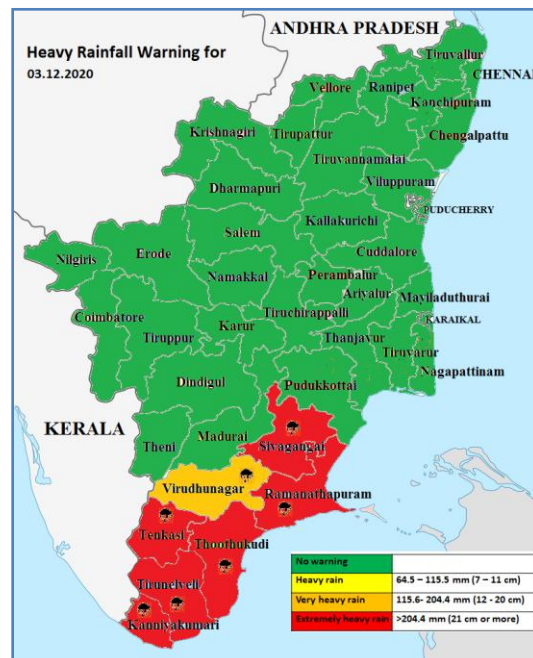 ANDHRA PRADESH
Heavy Rainfall Warning for
03.12.2020
Tiruvallur
CHENNAI
Vellore
Ranipet
Kanchipuram
Krishnagiri
Tirupattur
Chengalpattu
Tiruvannamalai
Dharmapuri
Viluppuram
Kallakurichi
PUDUCHERRY
Salem
Nilgiris
Erode
Cuddalore
Namakkal
Perambalur
Ariyalur
Mayiladuthurai
Coimbatore
Tiruchirappalli
KARAIKAL
Tiruppur
Karur
Thanjavur
Tiruvarur
Nagapattinam
Dindigul
Pudukkottai
KERALA
Theni
Madurai
Sivagangai
Virudhunagar
Ramanathapuram
Tenkasi
Thoothukudi
Tirunelveli
Kanniyakumari
No warning
Heavy rain 64.5 – 115.5 mm (7 – 11 cm)
Very heavy rain 115.6- 204.4 mm (12 - 20 cm)
Extremely heavy rain >204.4 mm (21 cm or more)